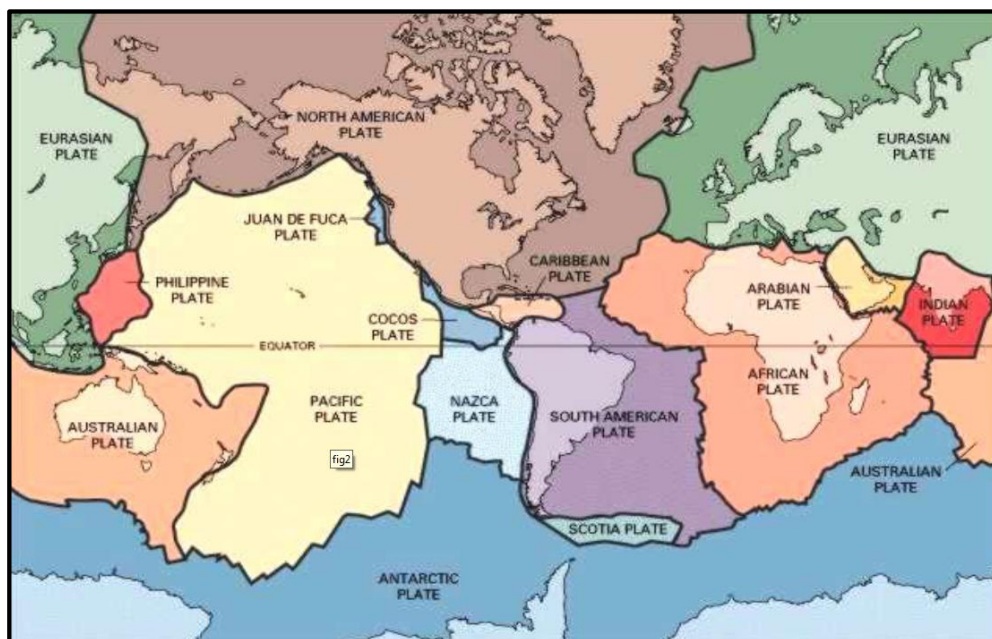 NORTH AMERICAN
PLATE
EURASIAN
PLATE
EURASIAN
PLATE
JUAN DE FUCA
PLATE
CARIBBEAN
PLATE
PHILIPPINE
PLATE
ARABIAN
PLATE
INDIAN
PLATE
COCOS
PLATE
EQUATOR
AFRICAN
PLATE
PACIFIC
PLATE
NAZCA
PLATE
SOUTH AMERICAN
PLATE
AUSTRALIAN
PLATE
fig2
AUSTRALIAN
PLATE
SCOTIA PLATE
ANTARCTIC
PLATE